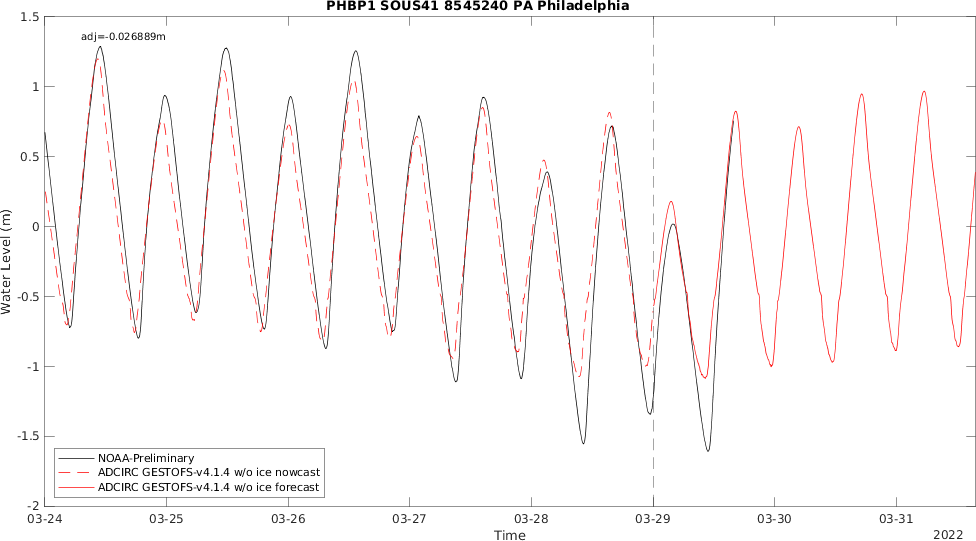 PHBP1 SOUS41 8545240 PA Philadelphia
adj=-0.026889m
1.5
1
0.5
0
-0.5
-1
-1.5
-2
Water Level (m)
NOAA-Preliminary
ADCIRC GESTOFS-v4.1.4 w/o ice nowcast
ADCIRC GESTOFS-v4.1.4 w/o ice forecast
03-24 03-25 03-26 03-27 03-28 03-29 03-30 03-31
Time
2022